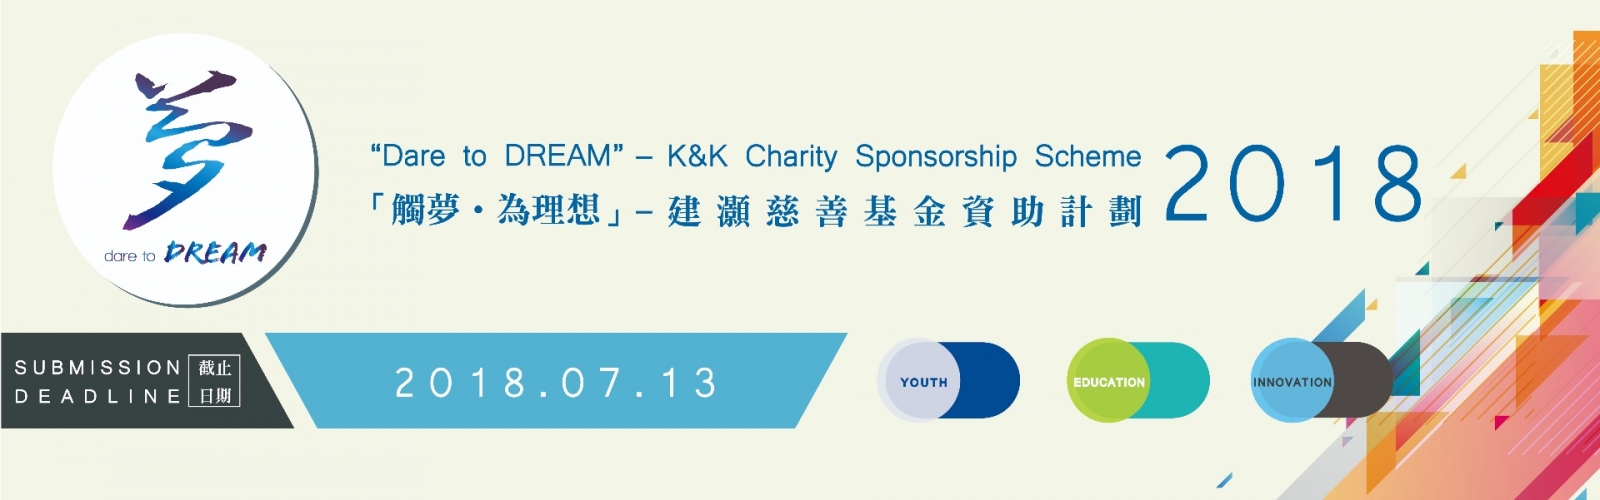 夢
dare to DREAM
“Dare to DREAM” – K&K Charity Sponsorship Scheme
「觸夢・為理想」– 建灝慈善基金資助計劃
2018
SUBMISSION
DEADLINE
截止
日期
2018.07.13
YOUTH
EDUCATION
INNOVATION